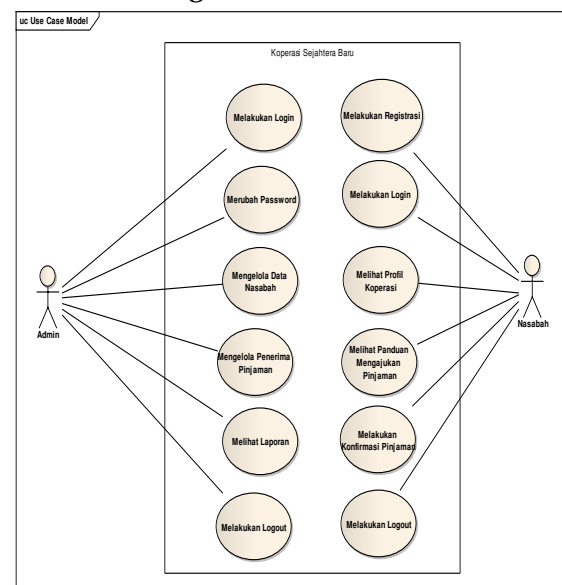 uc Use Case Model
Koperasi Sejahtera Baru
Melakukan Login
Melakukan Registrasi
Merubah Password
Melakukan Login
Mengelola Data
Nasabah
Melihat Profil
Koperasi
Admin
Nasabah
Mengelola Penerima
Pinjaman
Melihat Panduan
Mengajukan
Pinjaman
Melihat Laporan
Melakukan
Konfirmasi Pinjaman
Melakukan Logout
Melakukan Logout